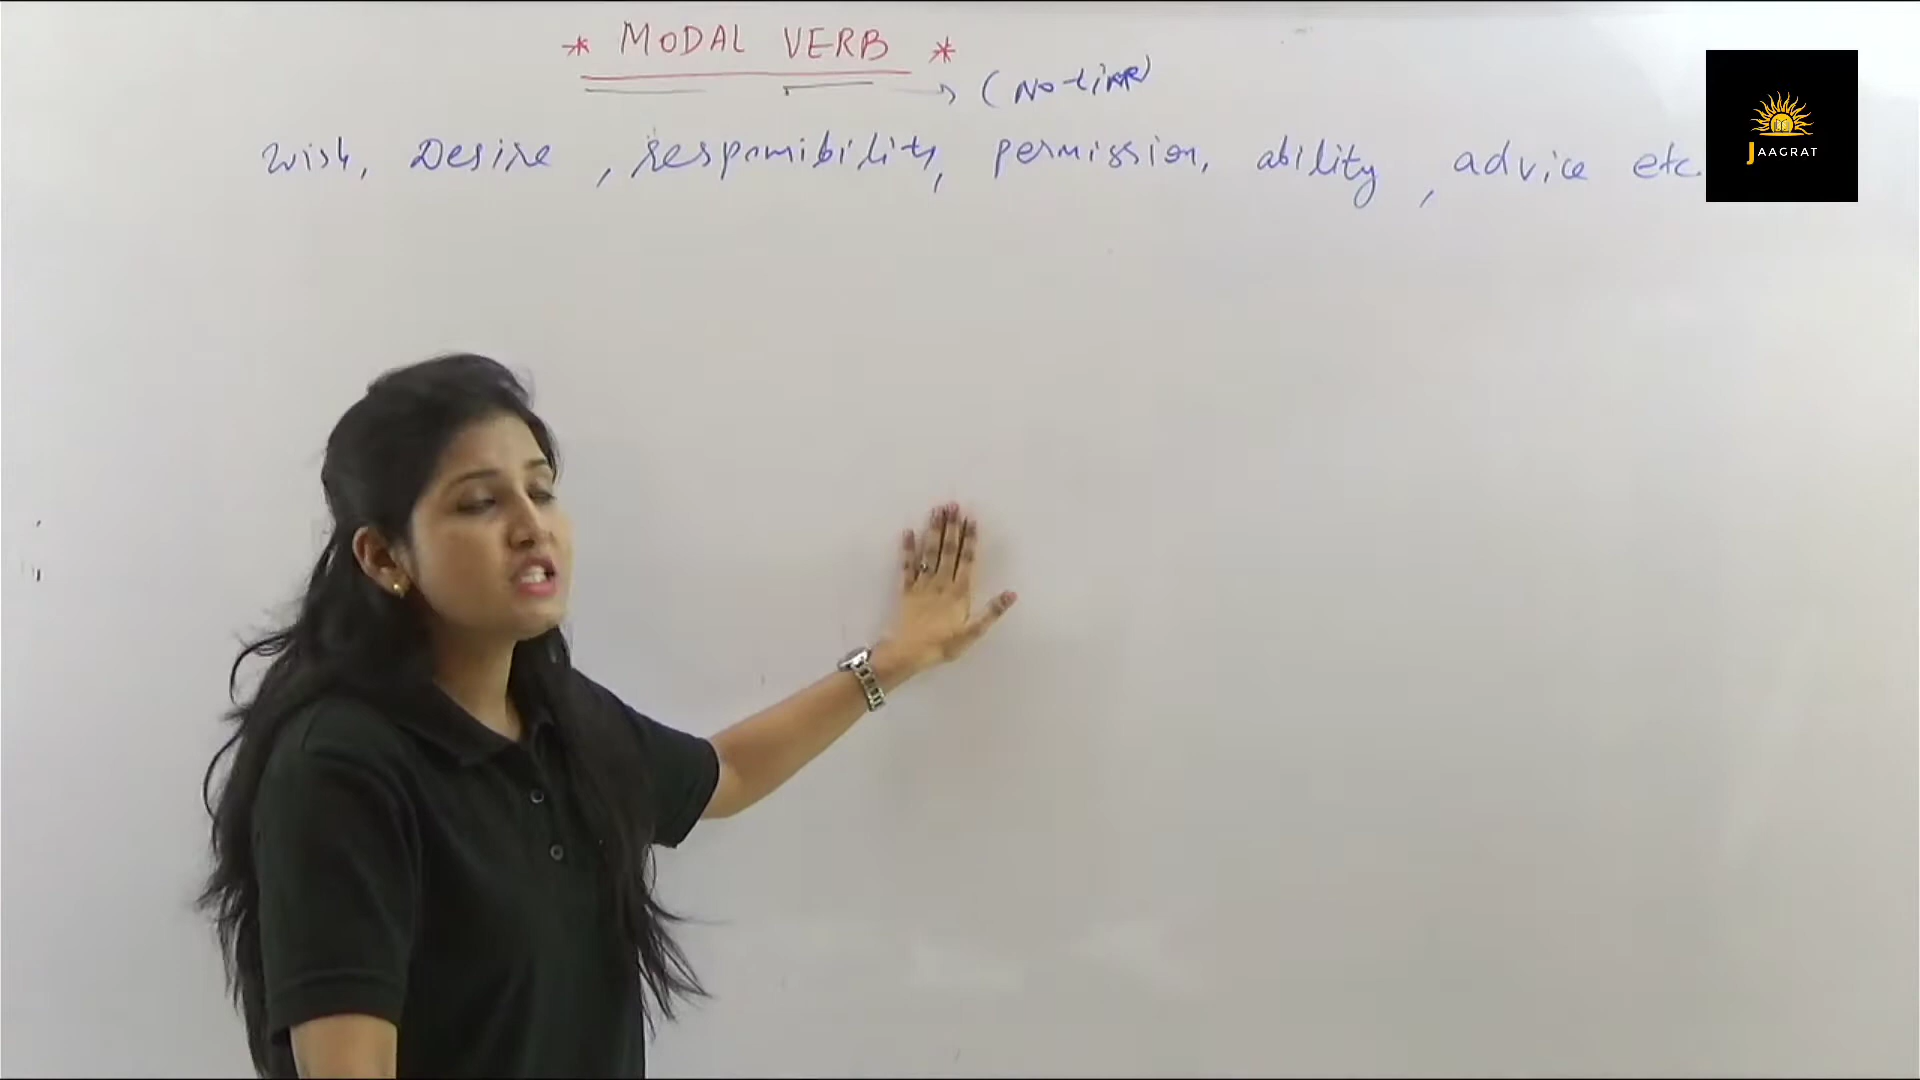 * MODAL VERB *
(No time)
wish, Desire, responsibility, permission, ability, advice etc.
JAAGRAT